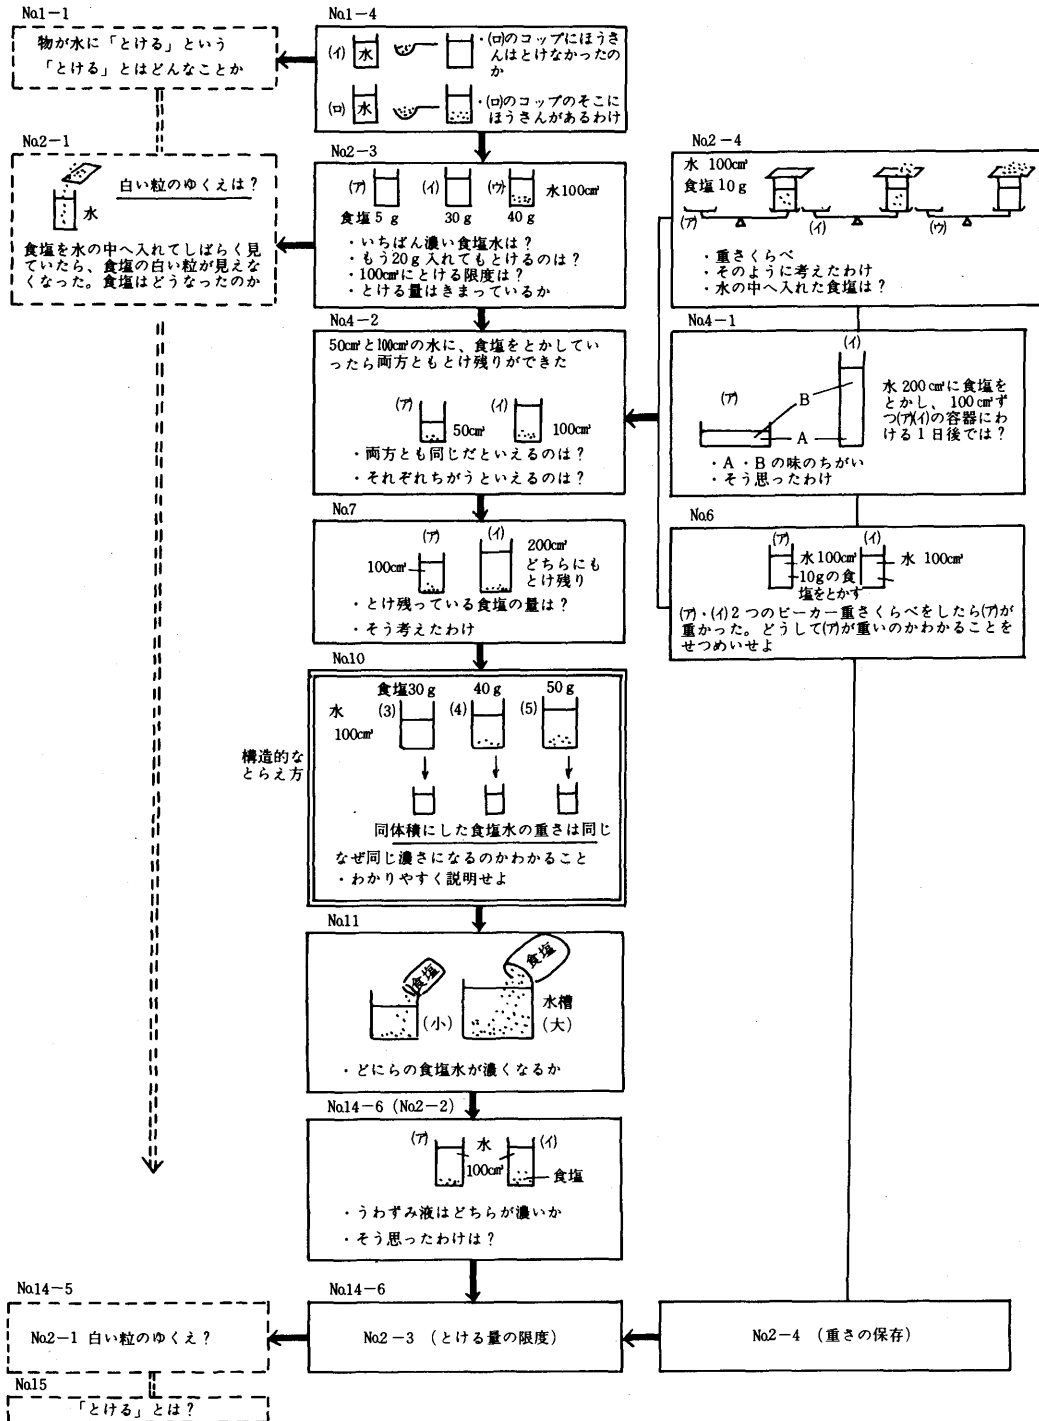 No.1－1
物が水に「とける」という
「とける」とはどんなことか
No.1－4
(イ) 水
・(ロ)のコップにほうさ
んはとけなかったの
か
(ロ) 水
・(ロ)のコップのそこに
ほうさんがあるわけ
No.2－1
白い粒のゆくえは？
水
食塩を水の中へ入れてしばらく見
ていたら、食塩の白い粒が見えな
くなった。食塩はどうなったのか
No.2－3
(ア) (イ) (ウ) 水100cm³
食塩 5 g 30 g 40 g
・いちばん濃い食塩水は？
・もう20g入れてもとけるのは？
・100cm³にとける限度は？
・とける量はきまっているか
No.2－4
水 100cm³
食塩 10 g
(ア) (イ) (ウ)
・重さくらべ
・そのように考えたわけ
・水の中へ入れた食塩は？
No.4－2
50cm³と100cm³の水に、食塩をとかしてい
ったら両方ともとけ残りができた
(ア) 50cm³ (イ) 100cm³
・両方とも同じだといえるのは？
・それぞれちがうといえるのは？
No.4－1
(イ)
(ア)
B
A
水 200cm³に食塩を
とかし、100cm³ず
つ(ア)(イ)の容器にわ
ける1日後では？
・A・Bの味のちがい
・そう思ったわけ
No.7
(ア) (イ)
100cm³
200cm³
どちらにも
とけ残り
・とけ残っている食塩の量は？
・そう考えたわけ
No.6
(ア) (イ)
水100cm³ 水 100cm³
10gの食
塩をとかす
(ア)・(イ)2つのビーカー重さくらべをしたら(ア)が
重かった。どうして(ア)が重いのかわかることを
せつめいせよ
No.10
構造的な
とらえ方
食塩30 g 40 g 50 g
水 (3) (4) (5)
100cm³
同体積にした食塩水の重さは同じ
なぜ同じ濃さになるのかわかること
・わかりやすく説明せよ
No.11
食塩 食塩
(小) 水槽
(大)
・どにらの食塩水が濃くなるか
No.14－6 (No.2－2)
(ア) 水 (イ)
100cm³ 食塩
・うわずみ液はどちらが濃いか
・そう思ったわけは？
No.14－5
No.2－1 白い粒のゆくえ？
No.14－6
No.2－3 (とける量の限度)
No.2－4 (重さの保存)
No.15
「とける」とは？